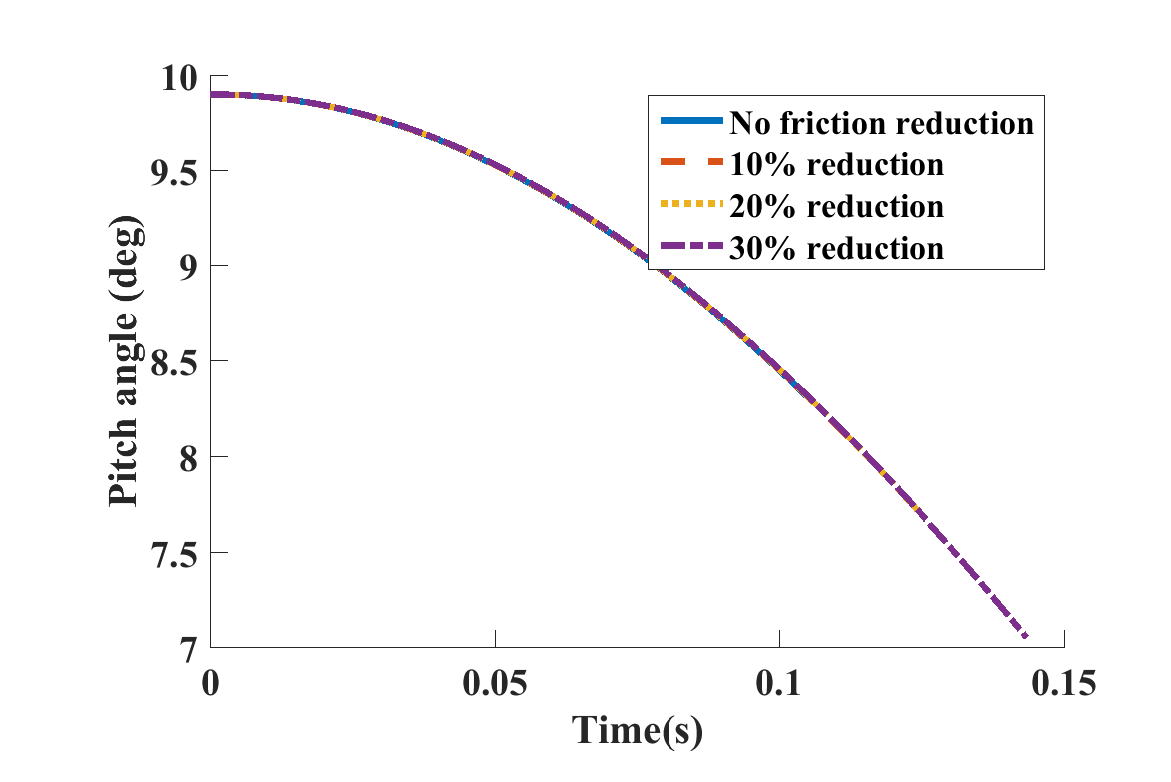 10
9.5
9
8.5
8
7.5
7
Pitch angle (deg)
No friction reduction
10% reduction
20% reduction
30% reduction
0
0.05
0.1
0.15
Time(s)